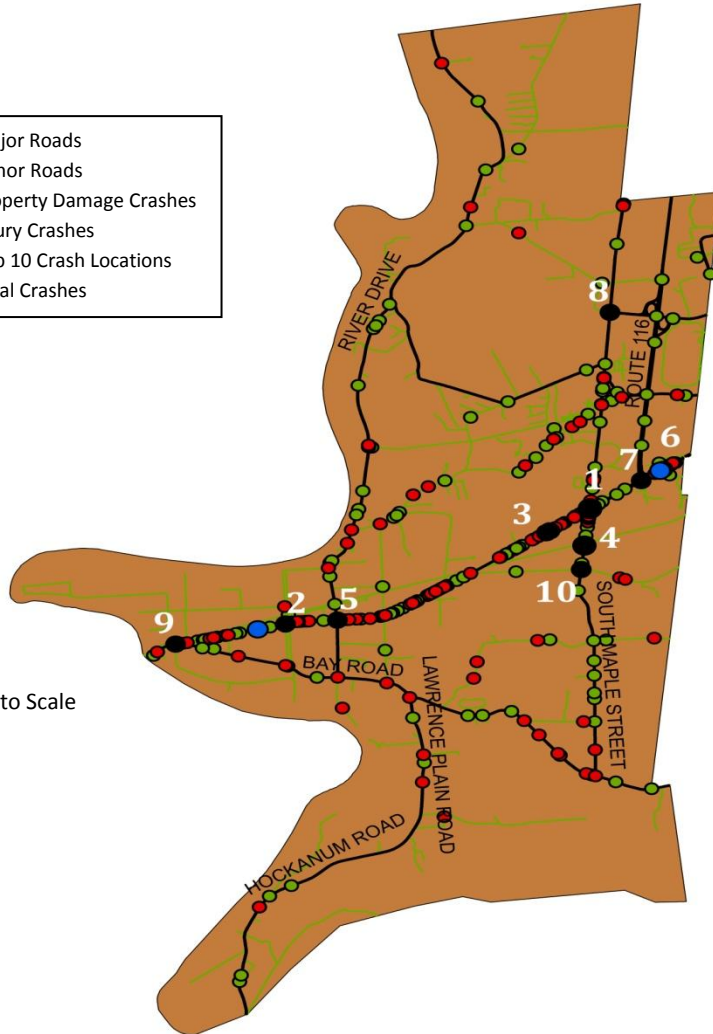 jor Roads
nor Roads
operty Damage Crashes
ury Crashes
o 10 Crash Locations
al Crashes
RIVER DRIVE
8
ROUTE 116
6
7
1
3
4
10
2
5
9
BAY ROAD
SOUTH MAPLE STREET
LAWRENCE PLAIN ROAD
to Scale
HOCKANUM ROAD